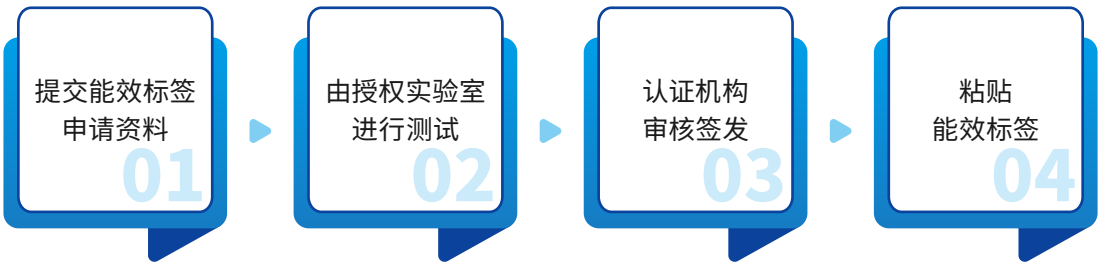 提交能效标签
申请资料
01
由授权实验室
进行测试
02
认证机构
审核签发
03
粘贴
能效标签
04